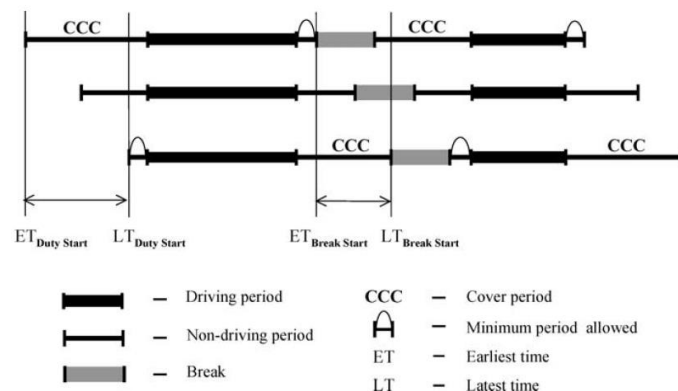 CCC CCC
CCC CCC
ET Duty Start LT Duty Start ET Break Start LT Break Start
Driving period CCC – Cover period
Non-driving period – Minimum period allowed
Break ET – Earliest time
LT – Latest time